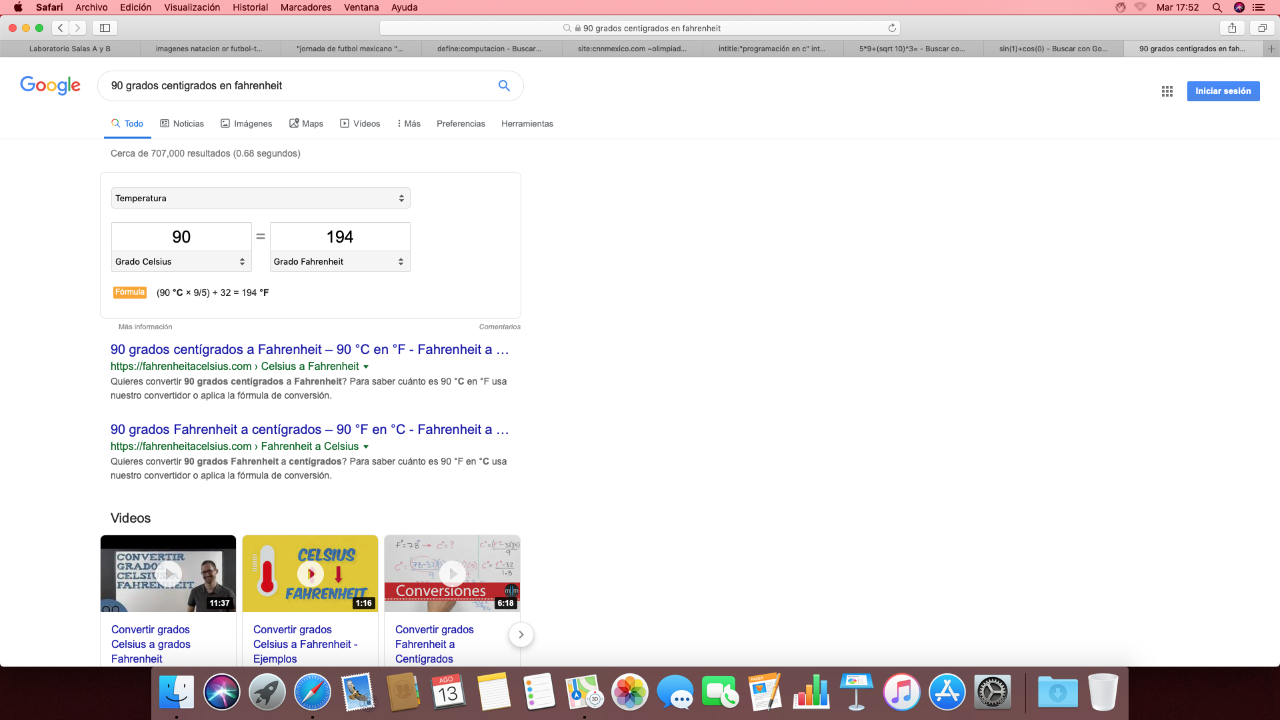 Safari Archivo Edición Visualización Historial Marcadores Ventana Ayuda Mar 17:52
90 grados centigrados en fahrenheit
Laboratorio Salas A y B imagenes natacion or futbol-t... "jornada de futbol mexicano "... define:computacion - Buscar... site:cnnmexico.com ~olimpiad... intitle:"programación en c" int... 5*9+(sqrt 10)^3= - Buscar co... sin(1)+cos(0) - Buscar con Go... 90 grados centigrados en fah...
Google 90 grados centigrados en fahrenheit Iniciar sesión
Todo Noticias Imágenes Maps Videos Más Preferencias Herramientas
Cerca de 707,000 resultados (0.68 segundos)
Temperatura
90 = 194
Grado Celsius Grado Fahrenheit
Fórmula (90 °C × 9/5) + 32 = 194 °F
Más información Comentarios
90 grados centígrados a Fahrenheit – 90 °C en °F - Fahrenheit a ...
https://fahrenheitacelsius.com › Celsius a Fahrenheit
Quieres convertir 90 grados centígrados a Fahrenheit? Para saber cuánto es 90 °C en °F usa
nuestro convertidor o aplica la fórmula de conversión.
90 grados Fahrenheit a centígrados – 90 °F en °C - Fahrenheit a ...
https://fahrenheitacelsius.com › Fahrenheit a Celsius
Quieres convertir 90 grados Fahrenheit a centígrados? Para saber cuánto es 90 °F en °C usa
nuestro convertidor o aplica la fórmula de conversión.
Videos
CONVERTIR
GRADOS
CELSIUS
FAHRENHEIT
11:37
CELSIUS
FAHRENHEIT
1:16
Conversiones
6:18
Convertir grados
Celsius a grados
Fahrenheit
Convertir grados
Celsius a Fahrenheit -
Ejemplos
Convertir grados
Fahrenheit a
Centígrados
AGO
13
3D